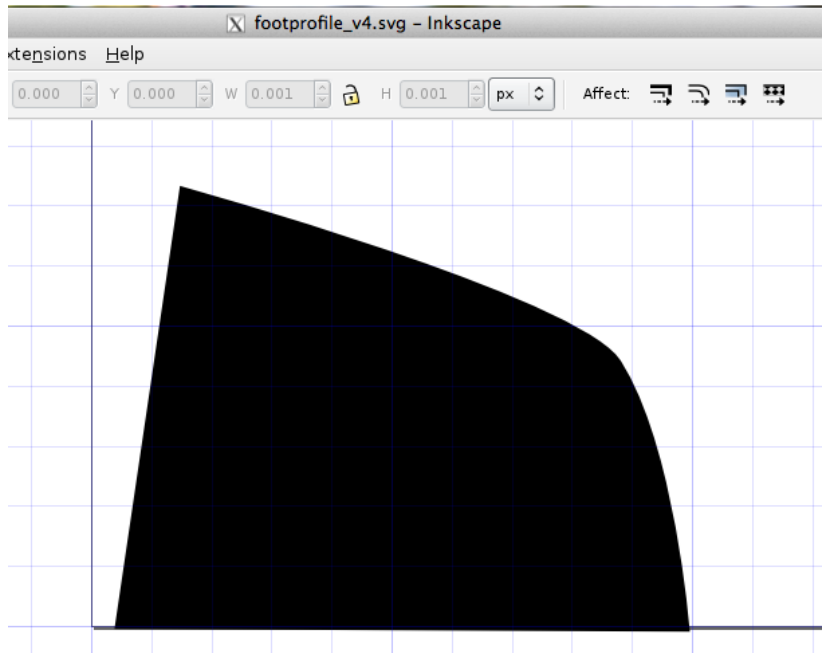 footprofile_v4.svg – Inkscape
xtensions Help
0.000 Y 0.000 W 0.001 H 0.001 px Affect: